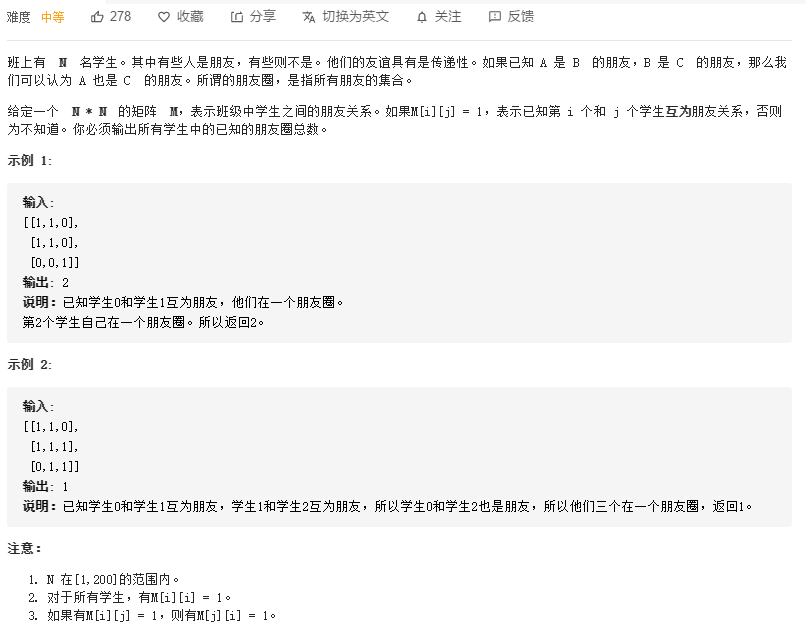 难度 中等 278 收藏 分享 切换为英文 关注 反馈
班上有 N 名学生。其中有些人是朋友，有些则不是。他们的友谊具有是传递性。如果已知 A 是 B 的朋友，B 是 C 的朋友，那么我
们可以认为 A 也是 C 的朋友。所谓的朋友圈，是指所有朋友的集合。
给定一个 N * N 的矩阵 M，表示班级中学生之间的朋友关系。如果M[i][j] = 1，表示已知第 i 个和 j 个学生互为朋友关系，否则
为不知道。你必须输出所有学生中的已知的朋友圈总数。
示例 1:
输入:
[[1,1,0],
[1,1,0],
[0,0,1]]
输出: 2
说明：已知学生0和学生1互为朋友，他们在一个朋友圈。
第2个学生自己在一个朋友圈。所以返回2。
示例 2:
输入:
[[1,1,0],
[1,1,1],
[0,1,1]]
输出: 1
说明：已知学生0和学生1互为朋友，学生1和学生2互为朋友，所以学生0和学生2也是朋友，所以他们三个在一个朋友圈，返回1。
注意：
1. N 在[1,200]的范围内。
2. 对于所有学生，有M[i][i] = 1。
3. 如果有M[i][j] = 1，则有M[j][i] = 1。